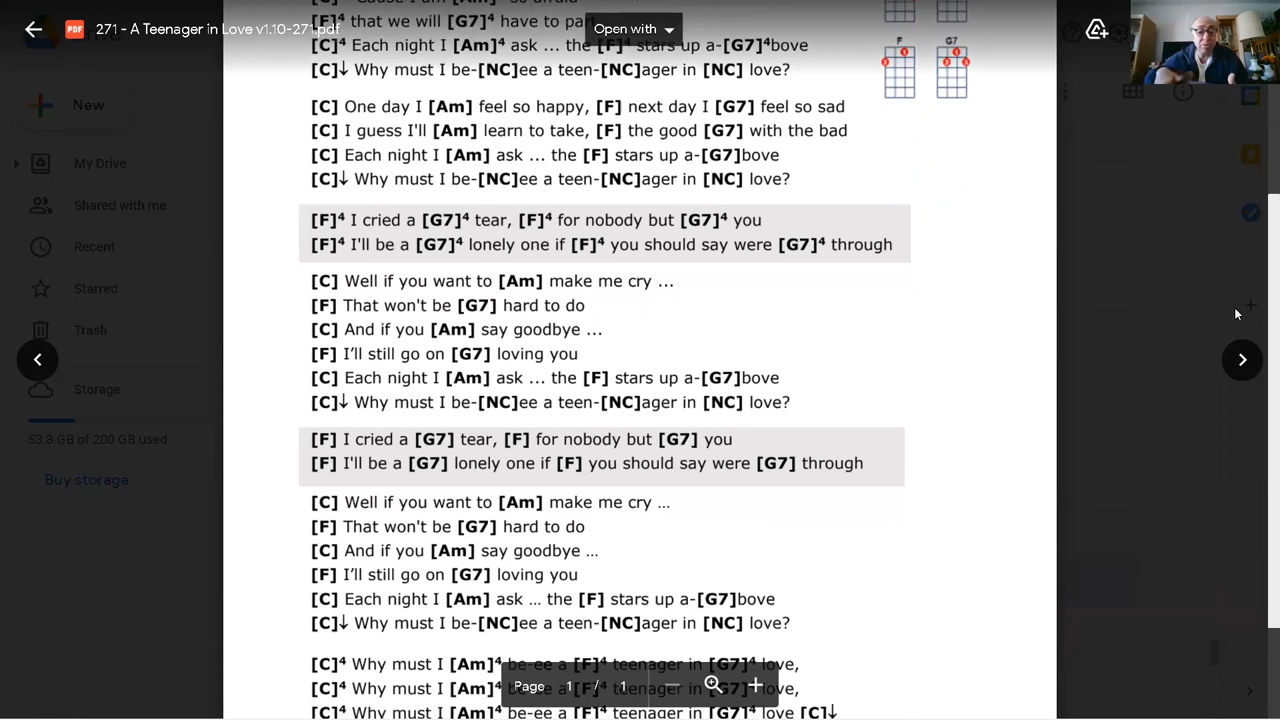 [C] 'Cause I am so afraid
271 - A Teenager in Love v1.10-271.pdf
PDF
Open with
[F]⁴ that we will [G7]⁴ have to part
[C]⁴ Each night I [Am]⁴ ask ... the [F]⁴ stars up a-[G7]⁴bove
[C]↓ Why must I be-[NC]ee a teen-[NC]ager in [NC] love?
F G7
[C] One day I [Am] feel so happy, [F] next day I [G7] feel so sad
[C] I guess I'll [Am] learn to take, [F] the good [G7] with the bad
[C] Each night I [Am] ask ... the [F] stars up a-[G7]bove
[C]↓ Why must I be-[NC]ee a teen-[NC]ager in [NC] love?
[F]⁴ I cried a [G7]⁴ tear, [F]⁴ for nobody but [G7]⁴ you
[F]⁴ I'll be a [G7]⁴ lonely one if [F]⁴ you should say were [G7]⁴ through
[C] Well if you want to [Am] make me cry ...
[F] That won't be [G7] hard to do
[C] And if you [Am] say goodbye ...
[F] I'll still go on [G7] loving you
[C] Each night I [Am] ask ... the [F] stars up a-[G7]bove
[C]↓ Why must I be-[NC]ee a teen-[NC]ager in [NC] love?
[F] I cried a [G7] tear, [F] for nobody but [G7] you
[F] I'll be a [G7] lonely one if [F] you should say were [G7] through
[C] Well if you want to [Am] make me cry ...
[F] That won't be [G7] hard to do
[C] And if you [Am] say goodbye ...
[F] I'll still go on [G7] loving you
[C] Each night I [Am] ask ... the [F] stars up a-[G7]bove
[C]↓ Why must I be-[NC]ee a teen-[NC]ager in [NC] love?
[C]⁴ Why must I [Am]⁴ be-ee a [F]⁴ teenager in [G7]⁴ love,
[C]⁴ Why must I [Am]⁴ be-ee a [F]⁴ teenager in [G7]⁴ love,
[C]⁴ Why must I [Am]⁴ be-ee a [F]⁴ teenager in [G7]⁴ love [C]↓
Page 1 / 1
New
My Drive
Shared with me
Recent
Starred
Trash
Storage
53,8 GB of 200 GB used
Buy storage